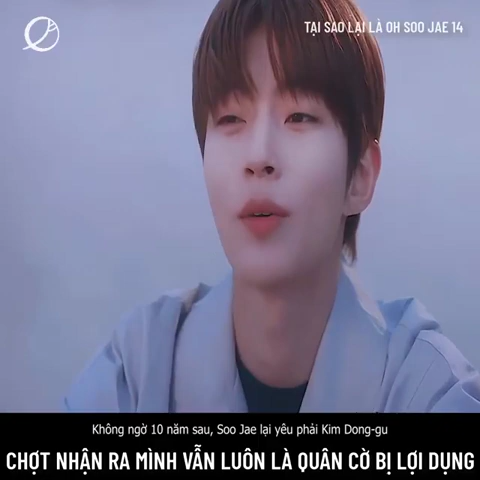 TẠI SAO LẠI LÀ OH SOO JAE 14
Không ngờ 10 năm sau, Soo Jae lại yêu phải Kim Dong-gu
CHỢT NHẬN RA MÌNH VẪN LUÔN LÀ QUÂN CỜ BỊ LỢI DỤNG